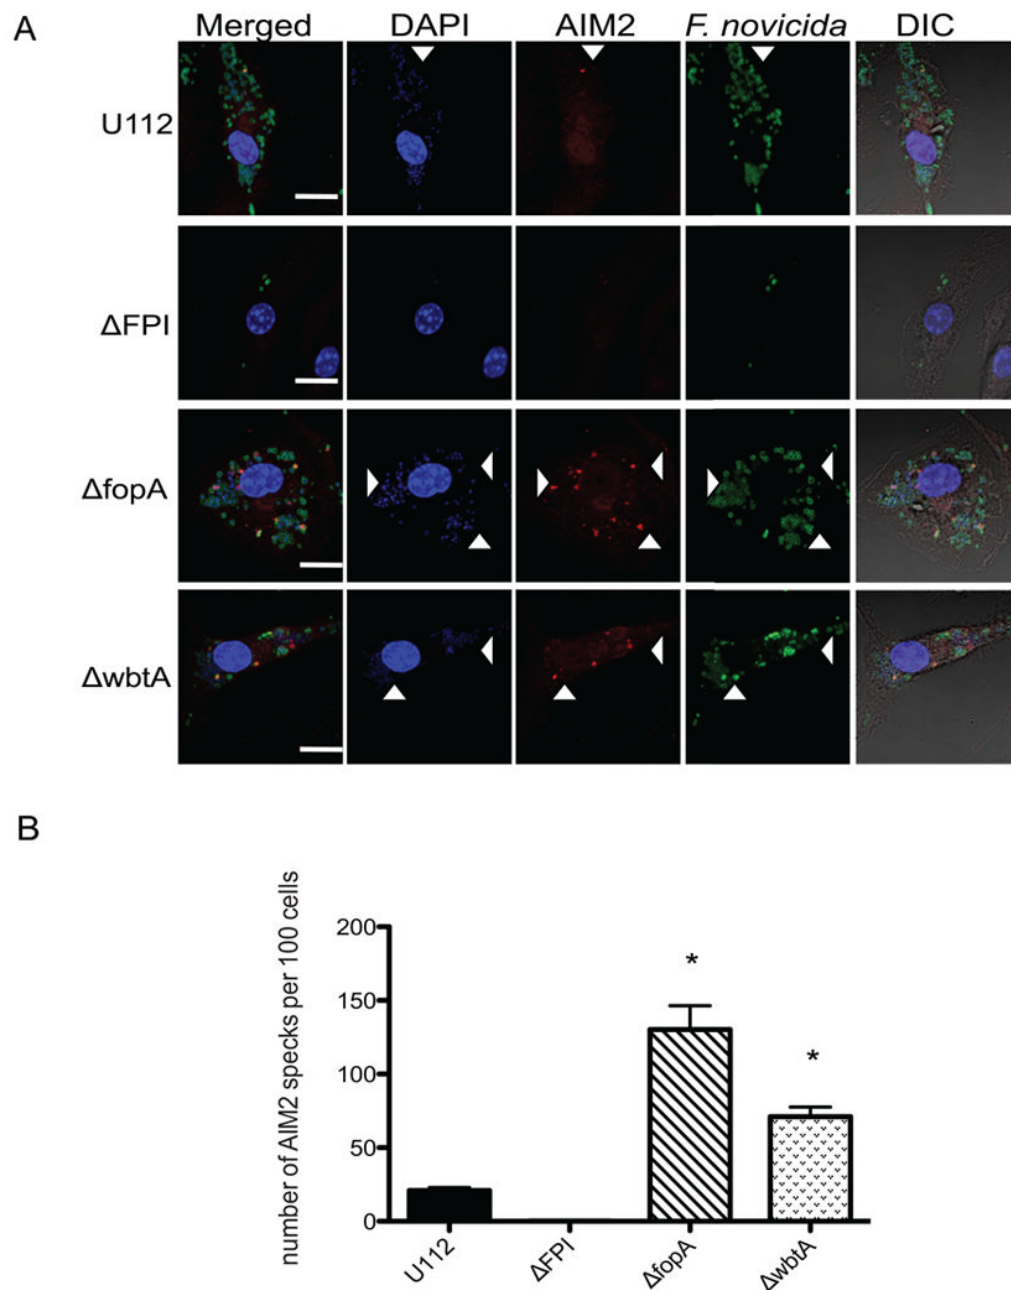 A
Merged DAPI AIM2 F. novicida DIC
U112
ΔFPI
ΔfopA
ΔwbtA
B
number of AIM2 specks per 100 cells
200
150
100
50
0
*
*
U112 ΔFPI ΔfopA ΔwbtA